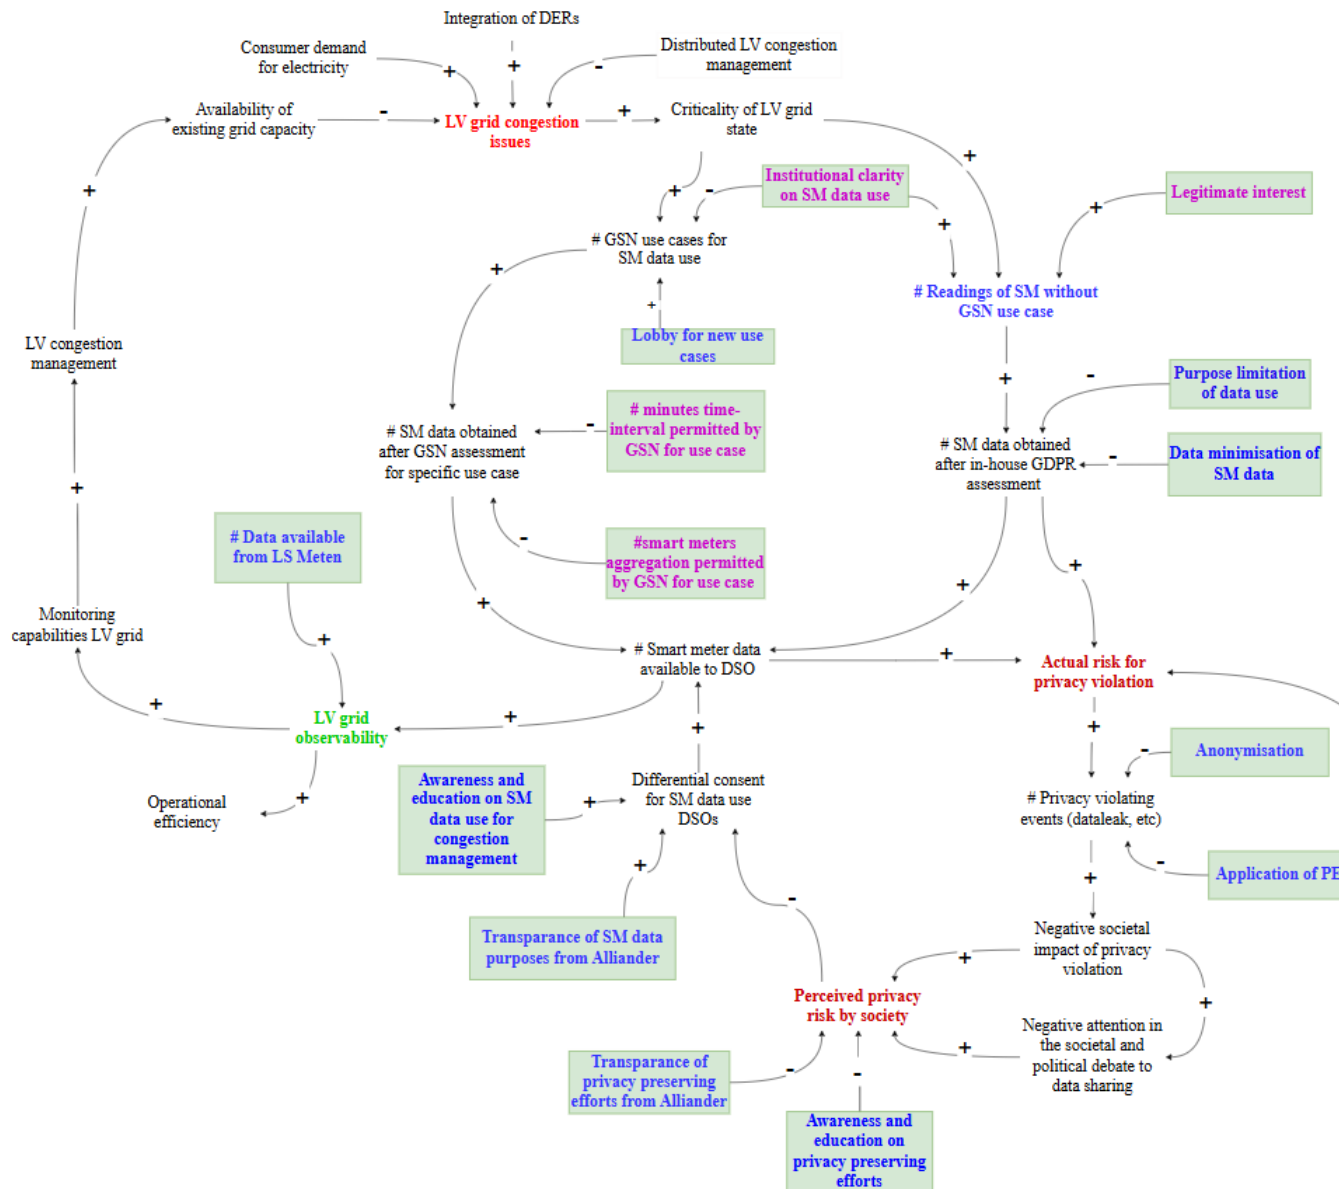 Integration of DERs
Consumer demand
for electricity
+
+
-
Distributed LV congestion
management
Availability of
existing grid capacity
-
LV grid congestion
issues
+
Criticality of LV grid
state
+
+
-
Institutional clarity
on SM data use
+
+
Legitimate interest
+
# GSN use cases for
SM data use
+
# Readings of SM without
GSN use case
+
Lobby for new use
cases
LV congestion
management
+
-
Purpose limitation
of data use
# minutes time-
interval permitted by
GSN for use case
-
# SM data obtained
after GSN assessment
for specific use case
# SM data obtained
after in-house GDPR
assessment
-
Data minimisation of
SM data
+
# Data available
from LS Meten
-
#smart meters
aggregation permitted
by GSN for use case
+
+
+
Monitoring
capabilities LV grid
+
# Smart meter data
available to DSO
+
Actual risk for
privacy violation
+
+
LV grid
observability
+
+
-
Anonymisation
Awareness and
education on SM
data use for
congestion
management
+
Differential consent
for SM data use
DSOs
Operational
efficiency
+
# Privacy violating
events (dataleak, etc)
+
-
Application of PE
+
-
Transparance of SM data
purposes from Alliander
Negative societal
impact of privacy
violation
+
Perceived privacy
risk by society
+
Negative attention in
the societal and
political debate to
data sharing
+
Transparance of
privacy preserving
efforts from Alliander
-
-
Awareness and
education on
privacy preserving
efforts